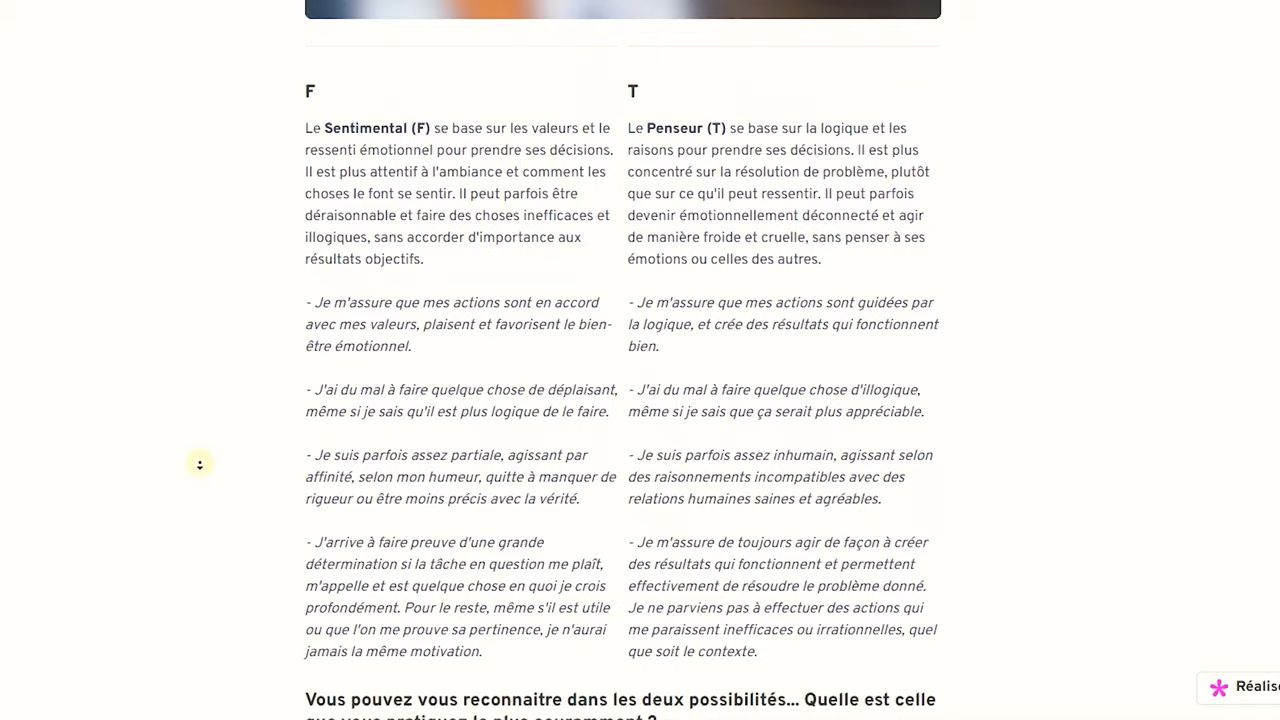 F
Le Sentimental (F) se base sur les valeurs et le
ressenti émotionnel pour prendre ses décisions.
Il est plus attentif à l'ambiance et comment les
choses le font se sentir. Il peut parfois être
déraisonnable et faire des choses inefficaces et
illogiques, sans accorder d'importance aux
résultats objectifs.
- Je m'assure que mes actions sont en accord
avec mes valeurs, plaisent et favorisent le bien-
être émotionnel.
- J'ai du mal à faire quelque chose de déplaisant,
même si je sais qu'il est plus logique de le faire.
- Je suis parfois assez partiale, agissant par
affinité, selon mon humeur, quitte à manquer de
rigueur ou être moins précis avec la vérité.
- J'arrive à faire preuve d'une grande
détermination si la tâche en question me plaît,
m'appelle et est quelque chose en quoi je crois
profondément. Pour le reste, même s'il est utile
ou que l'on me prouve sa pertinence, je n'aurai
jamais la même motivation.
T
Le Penseur (T) se base sur la logique et les
raisons pour prendre ses décisions. Il est plus
concentré sur la résolution de problème, plutôt
que sur ce qu'il peut ressentir. Il peut parfois
devenir émotionnellement déconnecté et agir
de manière froide et cruelle, sans penser à ses
émotions ou celles des autres.
- Je m'assure que mes actions sont guidées par
la logique, et crée des résultats qui fonctionnent
bien.
- J'ai du mal à faire quelque chose d'illogique,
même si je sais que ça serait plus appréciable.
- Je suis parfois assez inhumain, agissant selon
des raisonnements incompatibles avec des
relations humaines saines et agréables.
- Je m'assure de toujours agir de façon à créer
des résultats qui fonctionnent et permettent
effectivement de résoudre le problème donné.
Je ne parviens pas à effectuer des actions qui
me paraissent inefficaces ou irrationnelles, quel
que soit le contexte.
Vous pouvez vous reconnaitre dans les deux possibilités... Quelle est celle
que vous pratiquez le plus couramment ?
Réalis